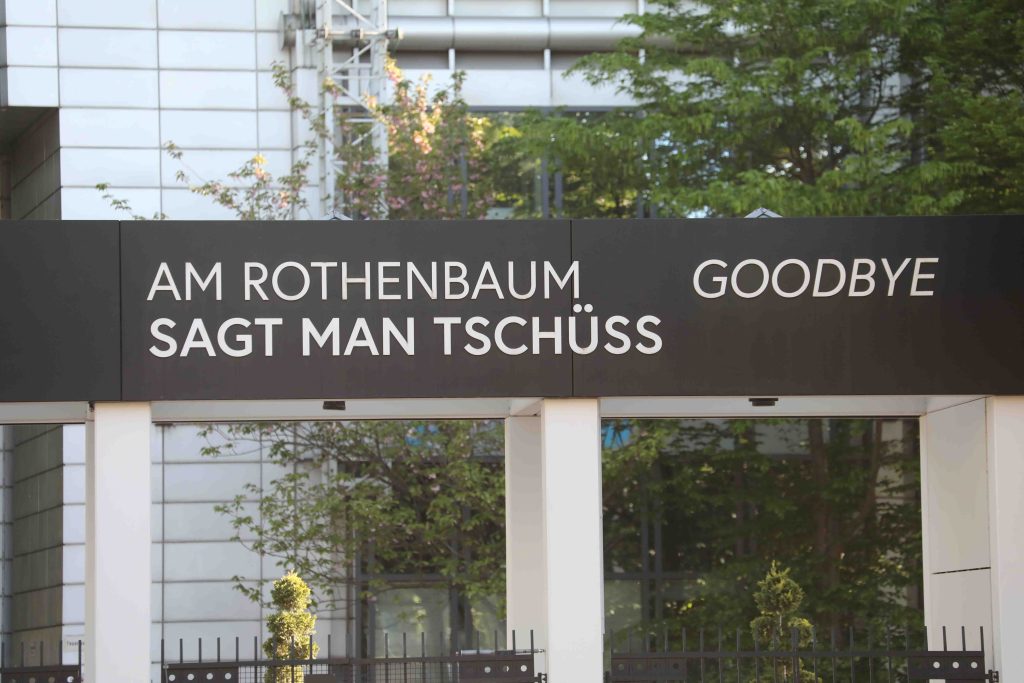 AM ROTHENBAUM
SAGT MAN TSCHÜSS
GOODBYE